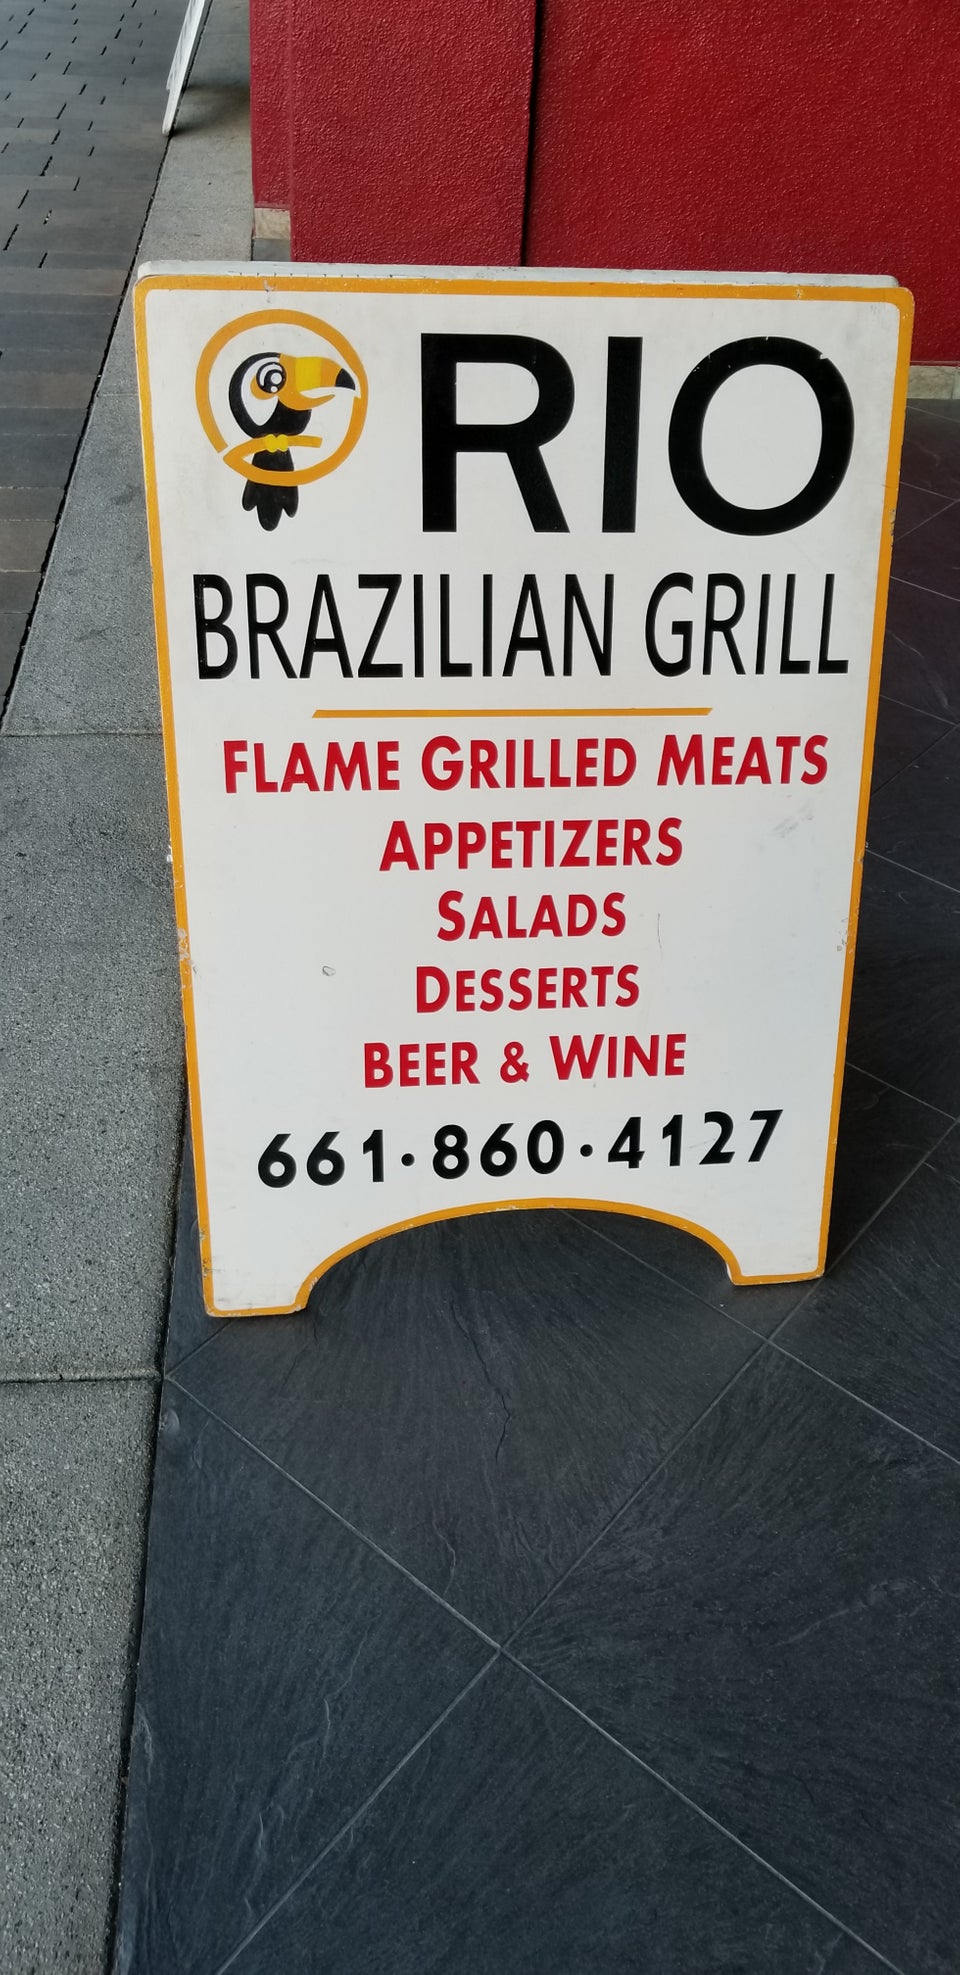 RIO
BRAZILIAN GRILL
FLAME GRILLED MEATS
APPETIZERS
SALADS
DESSERTS
BEER & WINE
661·860·4127